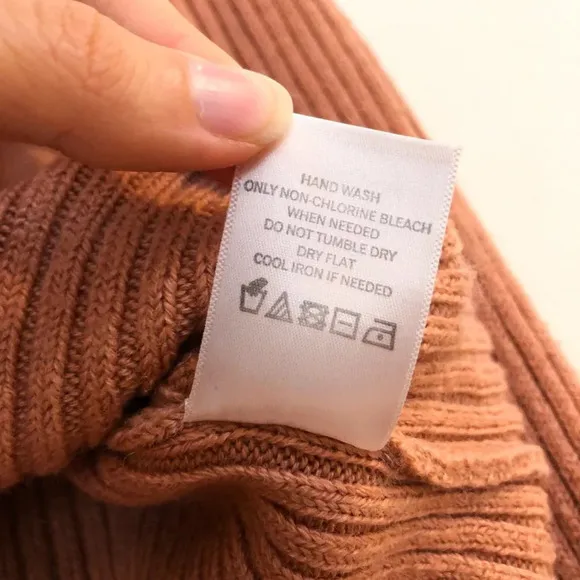 HAND WASH
ONLY NON-CHLORINE BLEACH
WHEN NEEDED
DO NOT TUMBLE DRY
DRY FLAT
COOL IRON IF NEEDED